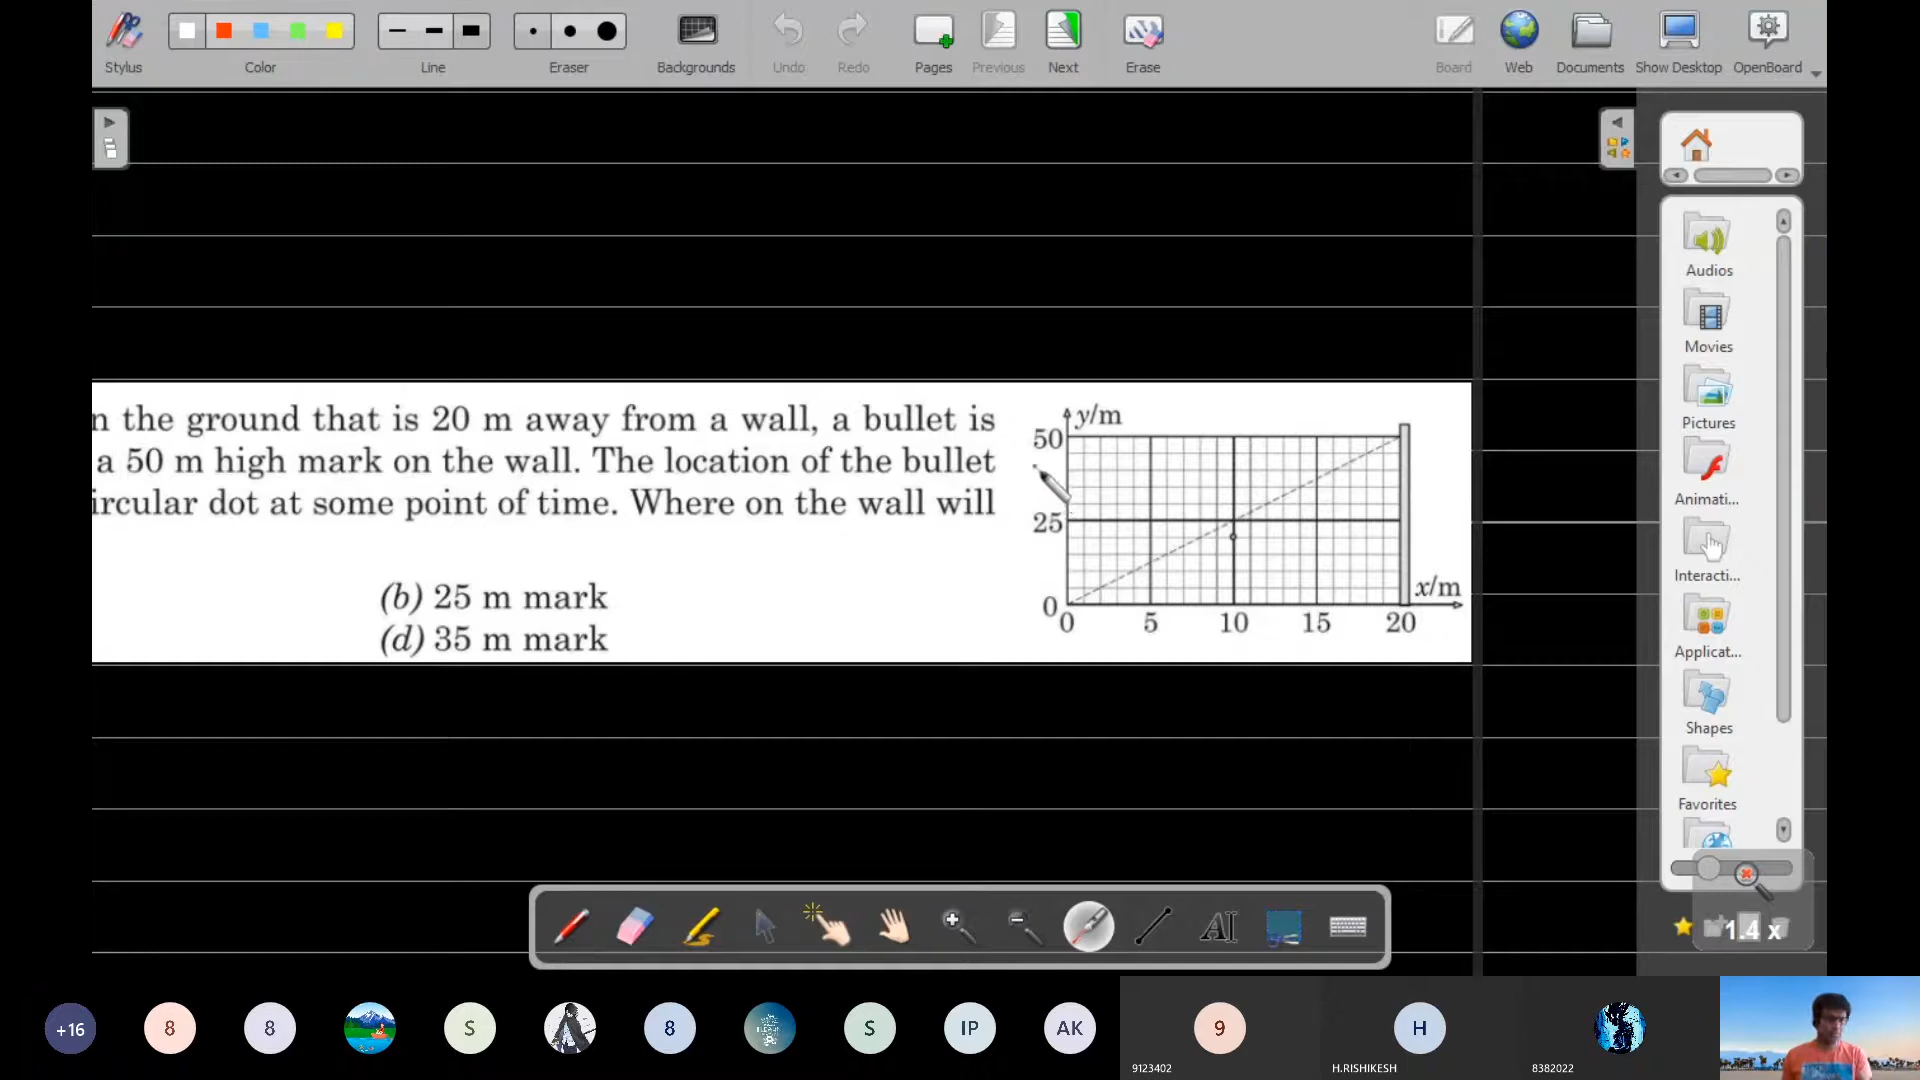 Stylus
Color
Line
Eraser
Backgrounds
Undo
Redo
Pages
Previous
Next
Erase
Board
Web
Documents
Show Desktop
OpenBoard
n the ground that is 20 m away from a wall, a bullet is
a 50 m high mark on the wall. The location of the bullet
ircular dot at some point of time. Where on the wall will
(b) 25 m mark
(d) 35 m mark
y/m
50
25
0
0 5 10 15 20
x/m
Audios
Movies
Pictures
Animati...
Interacti...
Applicat...
Shapes
Favorites
1.4 x
AI
+16
8
8
S
8
S
IP
AK
9
9123402
H
H.RISHIKESH
8382022